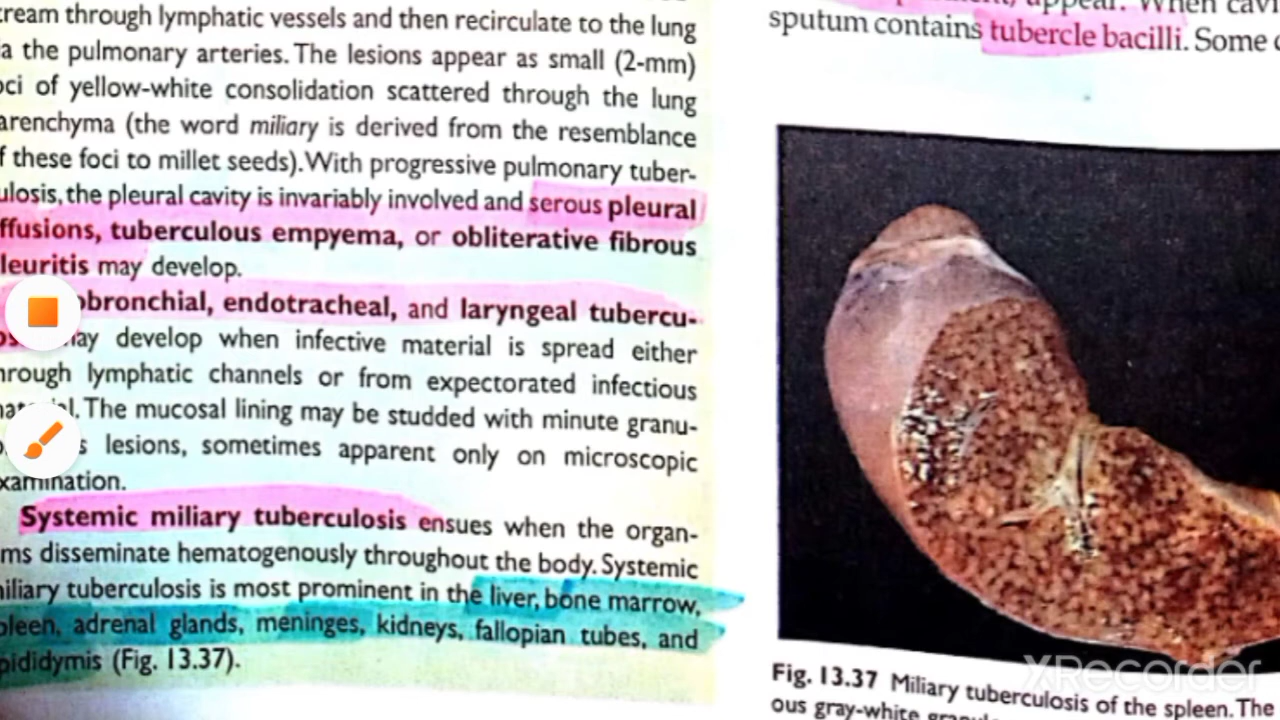 tream through lymphatic vessels and then recirculate to the lung
a the pulmonary arteries. The lesions appear as small (2-mm)
oci of yellow-white consolidation scattered through the lung
arenchyma (the word miliary is derived from the resemblance
f these foci to millet seeds). With progressive pulmonary tuber-
ulosis, the pleural cavity is invariably involved and serous pleural
ffusions, tuberculous empyema, or obliterative fibrous
leuritis may develop.
obronchial, endotracheal, and laryngeal tubercu-
may develop when infective material is spread either
hrough lymphatic channels or from expectorated infectious
The mucosal lining may be studded with minute granu-
lesions, sometimes apparent only on microscopic
xamination.
Systemic miliary tuberculosis ensues when the organ-
ms disseminate hematogenously throughout the body. Systemic
iliary tuberculosis is most prominent in the liver, bone marrow,
pleen, adrenal glands, meninges, kidneys, fallopian tubes, and
pididymis (Fig. 13.37).
appear. When cavi
sputum contains tubercle bacilli. Some
Fig. 13.37 Miliary tuberculosis of the spleen. The
ous gray-white
XRecorder